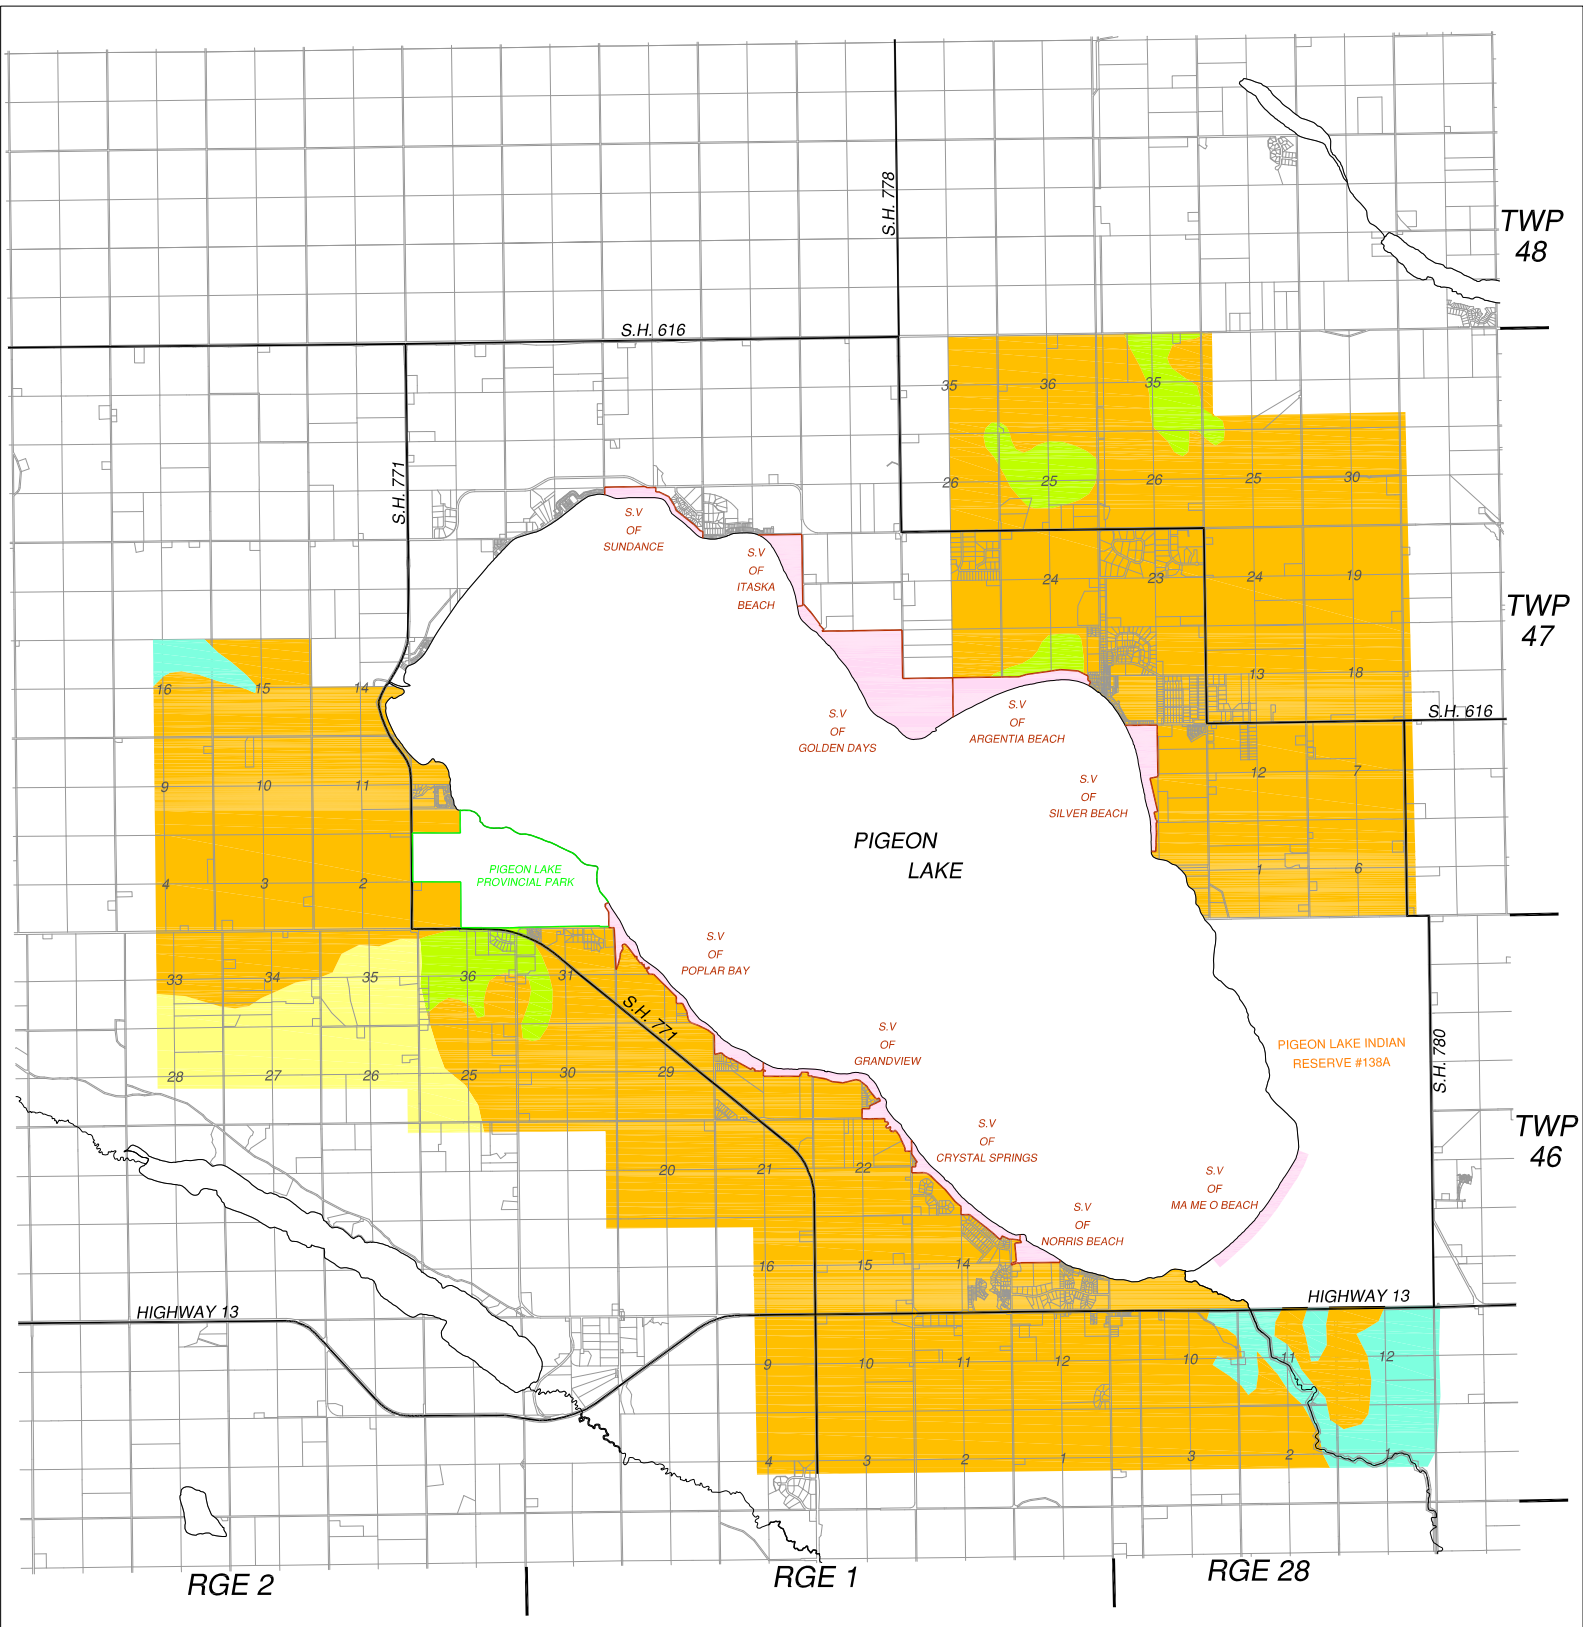 S.H. 778
TWP
48
S.H. 616
35
36
35
S.H. 771
26
25
26
25
30
S.V
OF
SUNDANCE
S.V
OF
ITASKA
BEACH
24
23
24
19
TWP
47
16
15
14
13
18
S.V
OF
GOLDEN DAYS
S.V
OF
ARGENTIA BEACH
S.H. 616
9
10
11
S.V
OF
SILVER BEACH
12
7
PIGEON
LAKE
PIGEON LAKE
PROVINCIAL PARK
4
3
2
1
6
33
34
35
36
31
S.V
OF
POPLAR BAY
S.H. 771
S.V
OF
GRANDVIEW
PIGEON LAKE INDIAN
RESERVE #138A
S.H. 780
28
27
26
25
30
29
S.V
OF
CRYSTAL SPRINGS
TWP
46
20
21
22
S.V
OF
MA ME O BEACH
S.V
OF
NORRIS BEACH
16
15
14
HIGHWAY 13
HIGHWAY 13
9
10
11
12
10
11
12
4
3
2
1
3
2
1
RGE 2
RGE 1
RGE 28